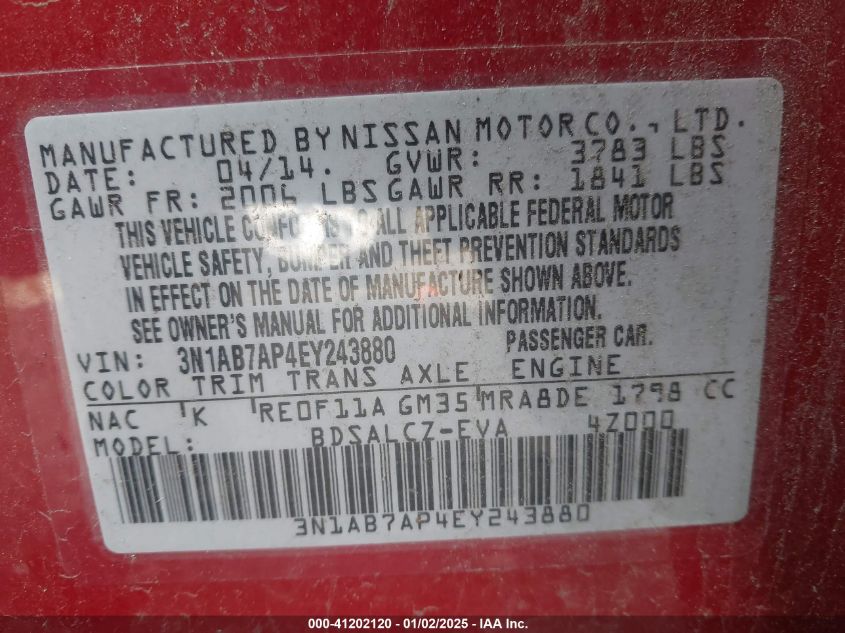 MANUFACTURED BY NISSAN MOTOR CO., LTD.
DATE: 04/14. GVWR: 3783 LBS
GAWR FR: 2006 LBS GAWR RR: 1841 LBS
THIS VEHICLE CONFORMS TO ALL APPLICABLE FEDERAL MOTOR
VEHICLE SAFETY, BUMPER AND THEFT PREVENTION STANDARDS
IN EFFECT ON THE DATE OF MANUFACTURE SHOWN ABOVE.
SEE OWNER'S MANUAL FOR ADDITIONAL INFORMATION.
VIN: 3N1AB7AP4EY243880 PASSENGER CAR.
COLOR TRIM TRANS AXLE ENGINE
NAC K RE0F11A GM35 MRA8DE 1798 CC
MODEL: BDSALCZ-EVA 4Z000
3N1AB7AP4EY243880
000-41202120 - 01/02/2025 - IAA Inc.